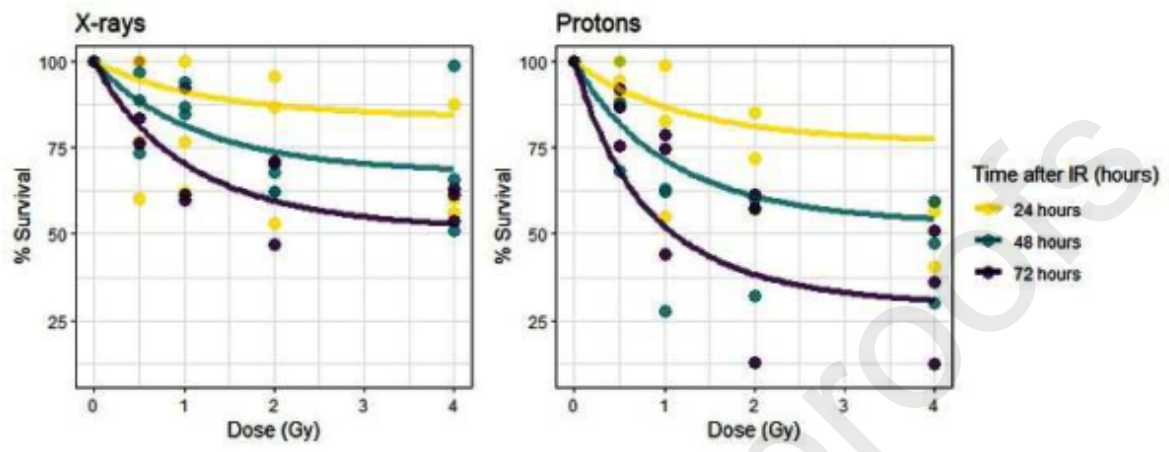 X-rays
Protons
100
75
50
25
% Survival
0 1 2 3 4
Dose (Gy)
100
75
50
25
% Survival
0 1 2 3 4
Dose (Gy)
Time after IR (hours)
24 hours
48 hours
72 hours
roofs